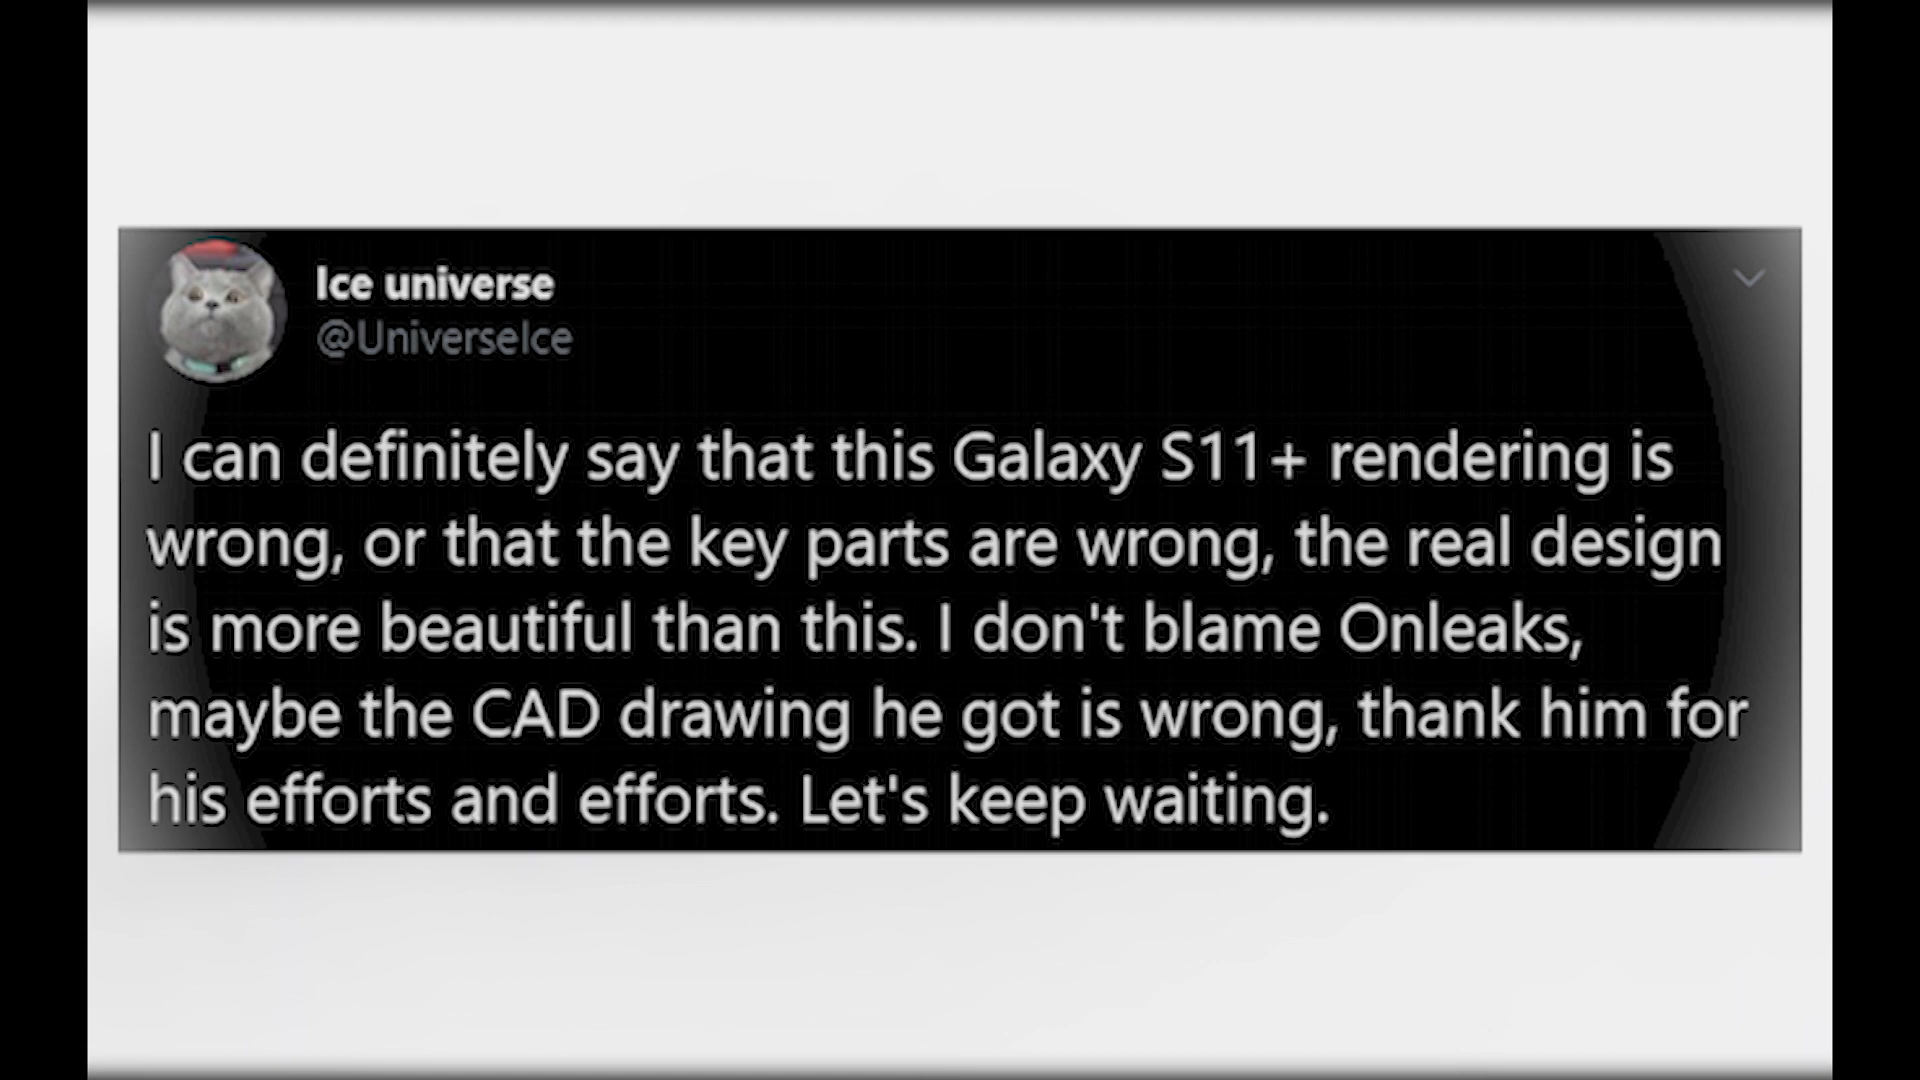 Ice universe
@UniverseIce
I can definitely say that this Galaxy S11+ rendering is
wrong, or that the key parts are wrong, the real design
is more beautiful than this. I don't blame Onleaks,
maybe the CAD drawing he got is wrong, thank him for
his efforts and efforts. Let's keep waiting.